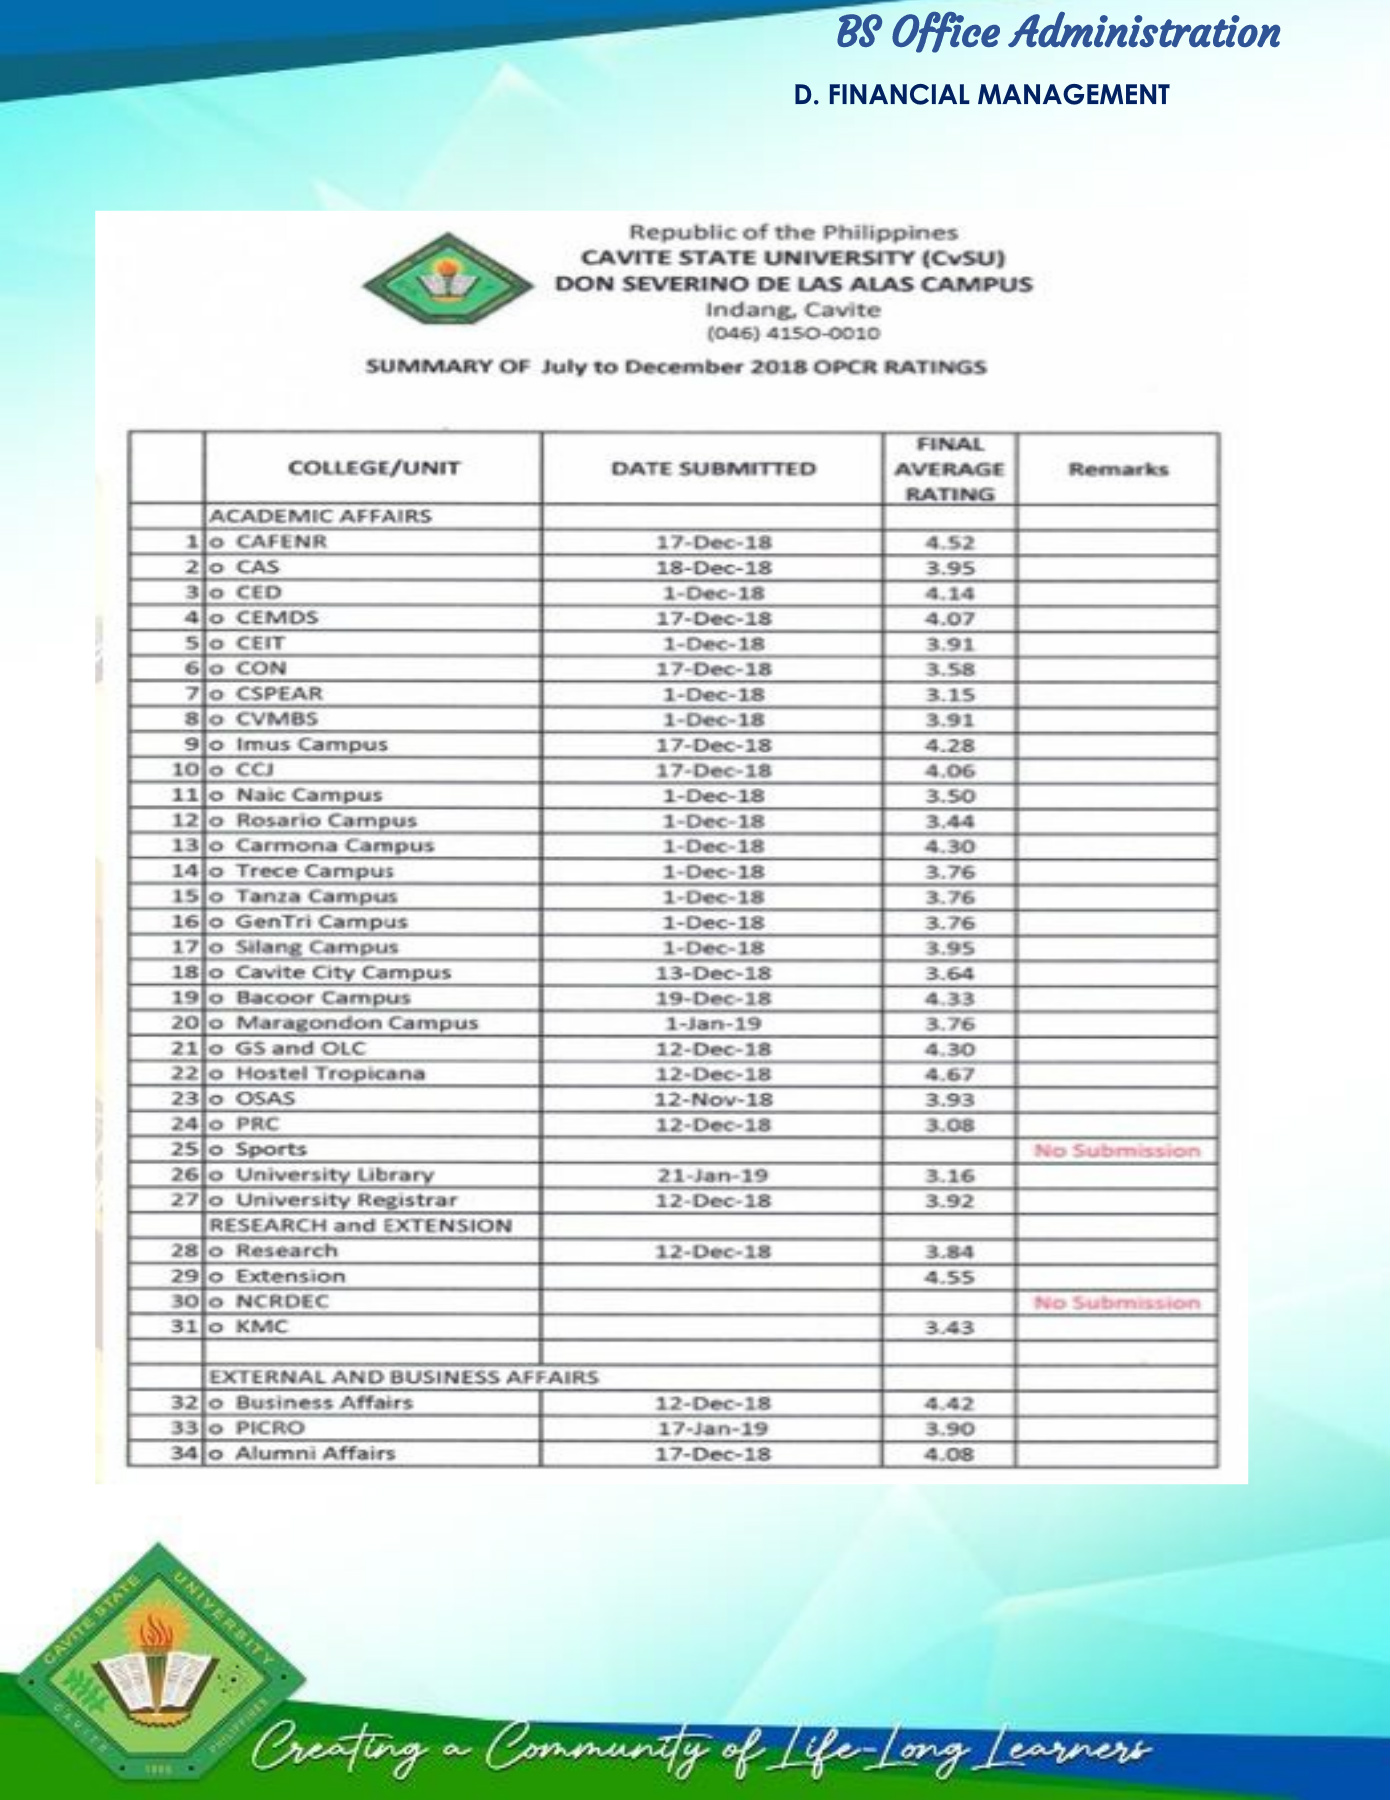 BS Office Administration
D. FINANCIAL MANAGEMENT
Republic of the Philippines
CAVITE STATE UNIVERSITY (CvSU)
DON SEVERINO DE LAS ALAS CAMPUS
Indang, Cavite
(046) 415O-0010
SUMMARY OF July to December 2018 OPCR RATINGS
COLLEGE/UNIT DATE SUBMITTED FINAL AVERAGE RATING Remarks
ACADEMIC AFFAIRS
1 o CAFENR 17-Dec-18 4.52
2 o CAS 18-Dec-18 3.95
3 o CED 1-Dec-18 4.14
4 o CEMDS 17-Dec-18 4.07
5 o CEIT 1-Dec-18 3.91
6 o CON 17-Dec-18 3.58
7 o CSPEAR 1-Dec-18 3.15
8 o CVMBS 1-Dec-18 3.91
9 o Imus Campus 17-Dec-18 4.28
10 o CCJ 17-Dec-18 4.06
11 o Naic Campus 1-Dec-18 3.50
12 o Rosario Campus 1-Dec-18 3.44
13 o Carmona Campus 1-Dec-18 4.30
14 o Trece Campus 1-Dec-18 3.76
15 o Tanza Campus 1-Dec-18 3.76
16 o GenTri Campus 1-Dec-18 3.76
17 o Silang Campus 1-Dec-18 3.95
18 o Cavite City Campus 13-Dec-18 3.64
19 o Bacoor Campus 19-Dec-18 4.33
20 o Maragondon Campus 1-Jan-19 3.76
21 o GS and OLC 12-Dec-18 4.30
22 o Hostel Tropicana 12-Dec-18 4.67
23 o OSAS 12-Nov-18 3.93
24 o PRC 12-Dec-18 3.08
25 o Sports No Submission
26 o University Library 21-Jan-19 3.16
27 o University Registrar 12-Dec-18 3.92
RESEARCH and EXTENSION
28 o Research 12-Dec-18 3.84
29 o Extension 4.55
30 o NCRDEC No Submission
31 o KMC 3.43
EXTERNAL AND BUSINESS AFFAIRS
32 o Business Affairs 12-Dec-18 4.42
33 o PICRO 17-Jan-19 3.90
34 o Alumni Affairs 17-Dec-18 4.08
CAVITE STATE UNIVERSITY
CAVITE PHILIPPINES
1906
Creating a Community of Life-Long Learners